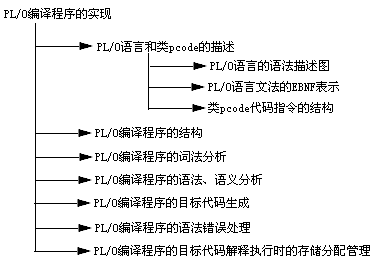 PL/0编译程序的实现
PL/0语言和类pcode的描述
PL/0语言的语法描述图
PL/0语言文法的EBNF表示
类pcode代码指令的结构
PL/0编译程序的结构
PL/0编译程序的词法分析
PL/0编译程序的语法、语义分析
PL/0编译程序的目标代码生成
PL/0编译程序的语法错误处理
PL/0编译程序的目标代码解释执行时的存储分配管理